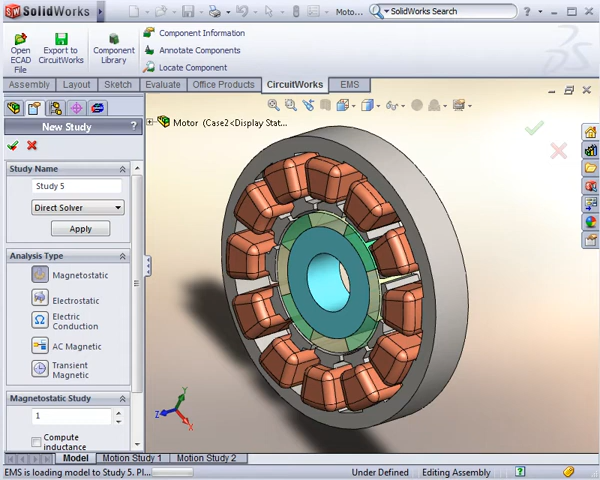 SW SolidWorks
Moto...
SolidWorks Search
?
Open ECAD File
Export to CircuitWorks
Component Library
Component Information
Annotate Components
Locate Component
Assembly
Layout
Sketch
Evaluate
Office Products
CircuitWorks
EMS
New Study
?
Motor (Case2<Display Stat...
Study Name
Study 5
Direct Solver
Apply
Analysis Type
Magnetostatic
Electrostatic
Electric Conduction
AC Magnetic
Transient Magnetic
Magnetostatic Study
1
Compute inductance
Y
Z
X
Model
Motion Study 1
Motion Study 2
EMS is loading model to Study 5. Pl...
Under Defined
Editing Assembly
?